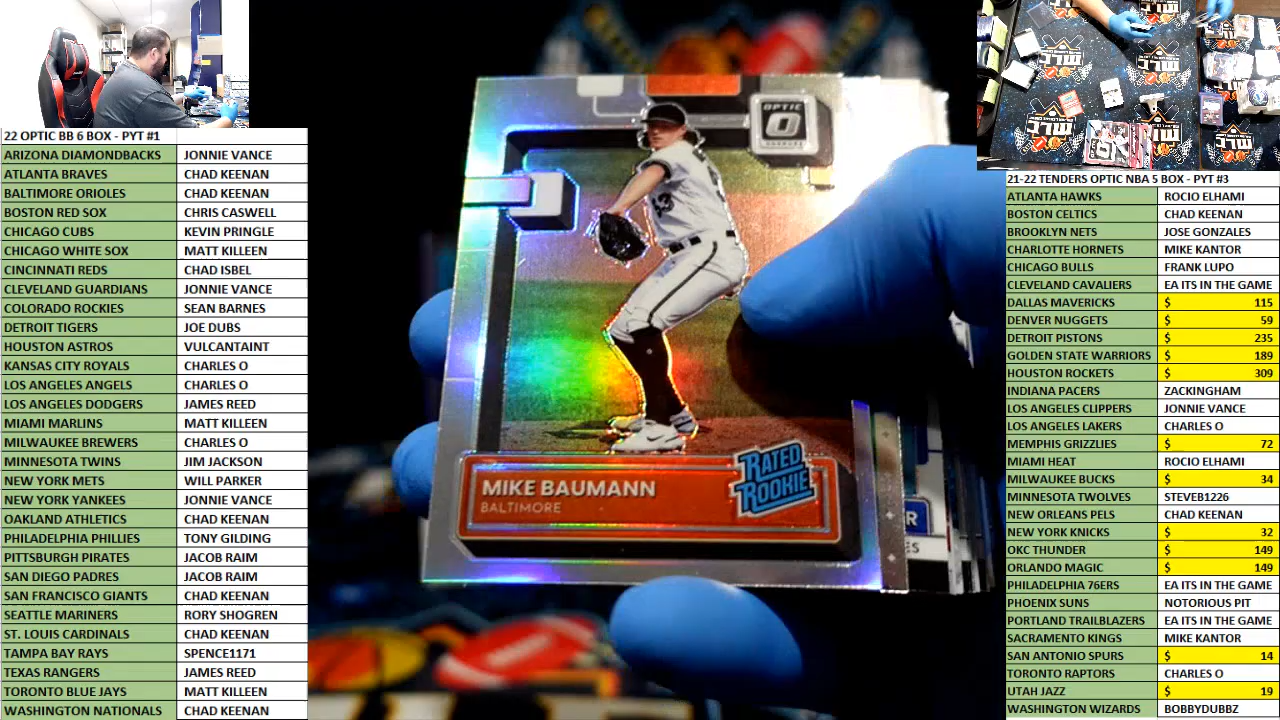 22 OPTIC BB 6 BOX - PYT #1
ARIZONA DIAMONDBACKS JONNIE VANCE
ATLANTA BRAVES CHAD KEENAN
BALTIMORE ORIOLES CHAD KEENAN
BOSTON RED SOX CHRIS CASWELL
CHICAGO CUBS KEVIN PRINGLE
CHICAGO WHITE SOX MATT KILLEEN
CINCINNATI REDS CHAD ISBEL
CLEVELAND GUARDIANS JONNIE VANCE
COLORADO ROCKIES SEAN BARNES
DETROIT TIGERS JOE DUBS
HOUSTON ASTROS VULCANTAINT
KANSAS CITY ROYALS CHARLES O
LOS ANGELES ANGELS CHARLES O
LOS ANGELES DODGERS JAMES REED
MIAMI MARLINS MATT KILLEEN
MILWAUKEE BREWERS CHARLES O
MINNESOTA TWINS JIM JACKSON
NEW YORK METS WILL PARKER
NEW YORK YANKEES JONNIE VANCE
OAKLAND ATHLETICS CHAD KEENAN
PHILADELPHIA PHILLIES TONY GILDING
PITTSBURGH PIRATES JACOB RAIM
SAN DIEGO PADRES JACOB RAIM
SAN FRANCISCO GIANTS CHAD KEENAN
SEATTLE MARINERS RORY SHOGREN
ST. LOUIS CARDINALS CHAD KEENAN
TAMPA BAY RAYS SPENCE1171
TEXAS RANGERS JAMES REED
TORONTO BLUE JAYS MATT KILLEEN
WASHINGTON NATIONALS CHAD KEENAN
OPTIC
O
MIKE BAUMANN
BALTIMORE
RATED
ROOKIE
R
ES
21-22 TENDERS OPTIC NBA 5 BOX - PYT #3
ATLANTA HAWKS ROCIO ELHAMI
BOSTON CELTICS CHAD KEENAN
BROOKLYN NETS JOSE GONZALES
CHARLOTTE HORNETS MIKE KANTOR
CHICAGO BULLS FRANK LUPO
CLEVELAND CAVALIERS EA ITS IN THE GAME
DALLAS MAVERICKS $ 115
DENVER NUGGETS $ 59
DETROIT PISTONS $ 235
GOLDEN STATE WARRIORS $ 189
HOUSTON ROCKETS $ 309
INDIANA PACERS ZACKINGHAM
LOS ANGELES CLIPPERS JONNIE VANCE
LOS ANGELES LAKERS CHARLES O
MEMPHIS GRIZZLIES $ 72
MIAMI HEAT ROCIO ELHAMI
MILWAUKEE BUCKS $ 34
MINNESOTA TWOLVES STEVEB1226
NEW ORLEANS PELS CHAD KEENAN
NEW YORK KNICKS $ 32
OKC THUNDER $ 149
ORLANDO MAGIC $ 149
PHILADELPHIA 76ERS EA ITS IN THE GAME
PHOENIX SUNS NOTORIOUS PIT
PORTLAND TRAILBLAZERS EA ITS IN THE GAME
SACRAMENTO KINGS MIKE KANTOR
SAN ANTONIO SPURS $ 14
TORONTO RAPTORS CHARLES O
UTAH JAZZ $ 19
WASHINGTON WIZARDS BOBBYDUBBZ